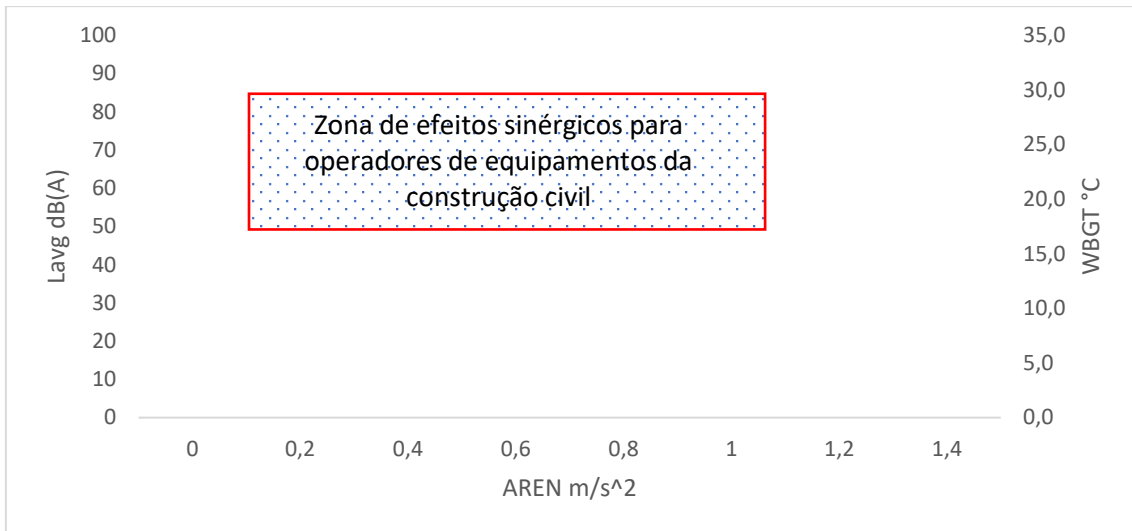 100
90
80
70
60
50
40
30
20
10
0
Lavg dB(A)
Zona de efeitos sinérgicos para
operadores de equipamentos da
construção civil
35,0
30,0
25,0
20,0
15,0
10,0
5,0
0,0
WBGT °C
0 0,2 0,4 0,6 0,8 1 1,2 1,4
AREN m/s^2